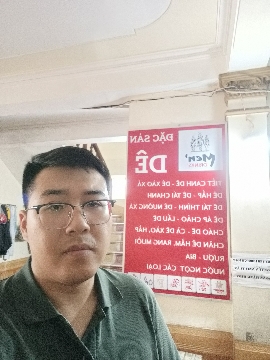 ĐẶC SẢN
DÊ
MEN'
TIẾT CANH DÊ - DÊ XÀO XẢ
DÊ HẤP - DÊ TÁI CHANH
DÊ TÁI THÍNH - DÊ NƯỚNG XẢ
DÊ ÁP CHẢO - LẨU DÊ
CHÁO DÊ - CÀ DÊ XÀO, HẤP
CHÂN DÊ HẦM, RANG MUỐI
RƯỢU - BIA
NƯỚC NGỌT CÁC LOẠI